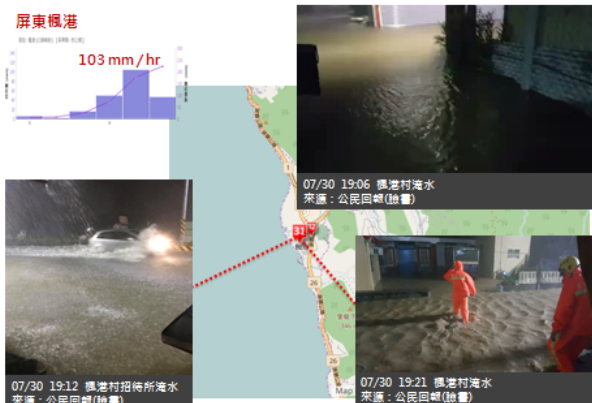 屏東楓港
103 mm / hr
07/30 19:06 楓港村淹水
來源：公民回報(臉書)
1
31
26
07/30 19:12 楓港村招待所淹水
來源：公民回報(臉書)
07/30 19:21 楓港村淹水
來源：公民回報(臉書)
26
Map